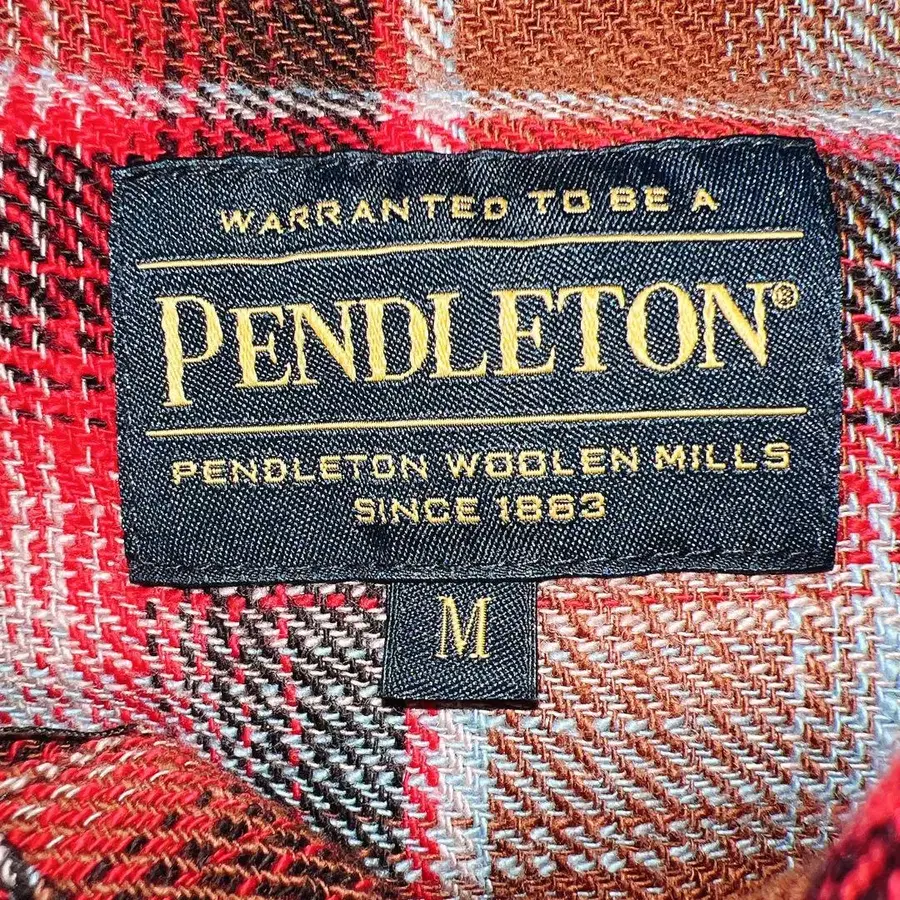 WARRANTED TO BE A
PENDLETON®
PENDLETON WOOLEN MILLS
SINCE 1863
M